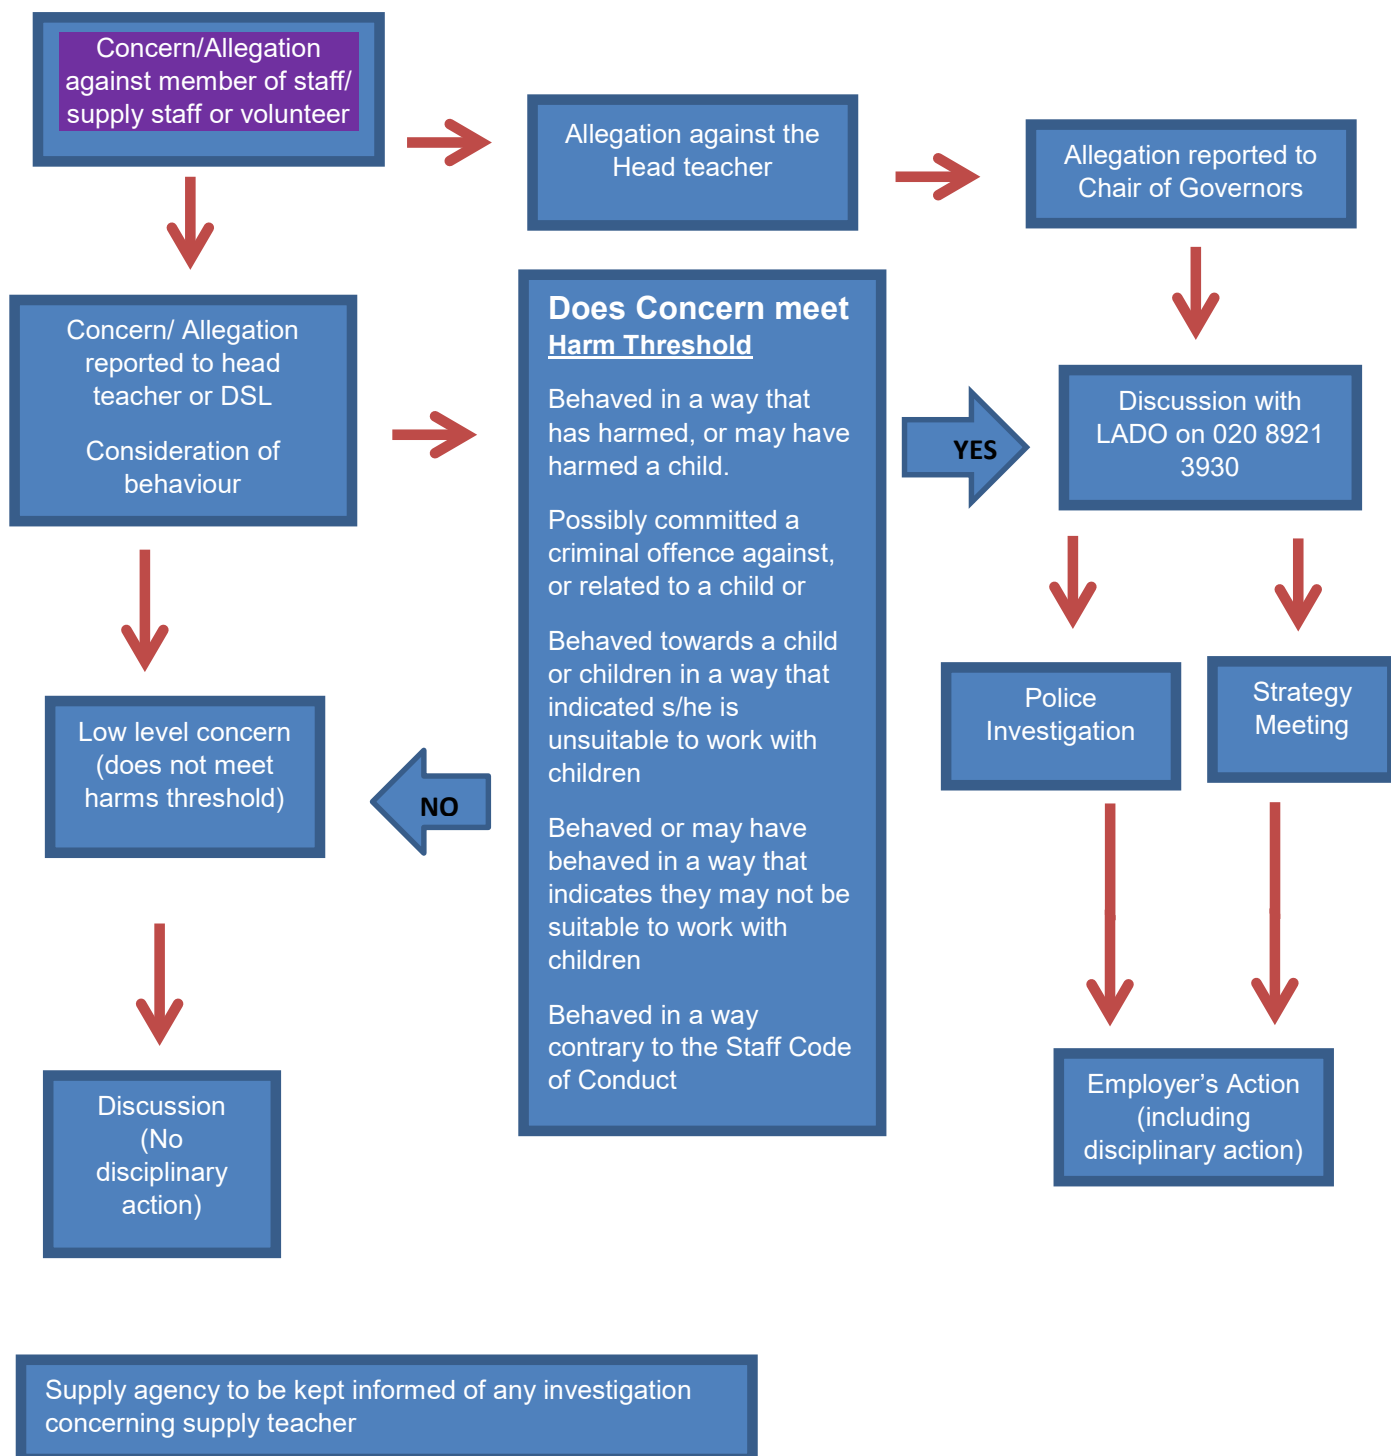 Concern/Allegation
against member of staff/
supply staff or volunteer
Allegation against the
Head teacher
Allegation reported to
Chair of Governors
Concern/ Allegation
reported to head
teacher or DSL
Consideration of
behaviour
Does Concern meet
Harm Threshold
Behaved in a way that
has harmed, or may have
harmed a child.
Possibly committed a
criminal offence against,
or related to a child or
Behaved towards a child
or children in a way that
indicated s/he is
unsuitable to work with
children
Behaved or may have
behaved in a way that
indicates they may not be
suitable to work with
children
Behaved in a way
contrary to the Staff Code
of Conduct
YES
Discussion with
LADO on 020 8921
3930
Police
Investigation
Strategy
Meeting
Low level concern
(does not meet
harms threshold)
NO
Discussion
(No
disciplinary
action)
Employer’s Action
(including
disciplinary action)
Supply agency to be kept informed of any investigation
concerning supply teacher